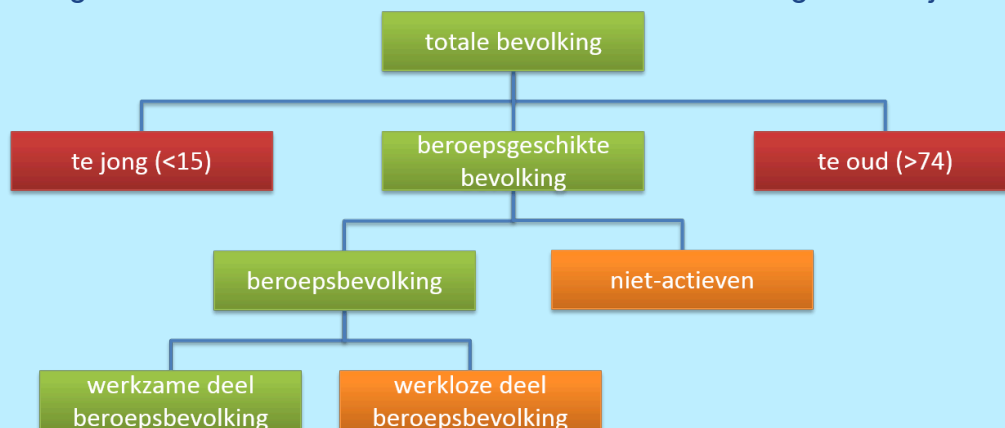 totale bevolking
te jong (<15)
beroepsgeschikte
bevolking
te oud (>74)
beroepsbevolking
niet-actieven
werkzame deel
beroepsbevolking
werkloze deel
beroepsbevolking